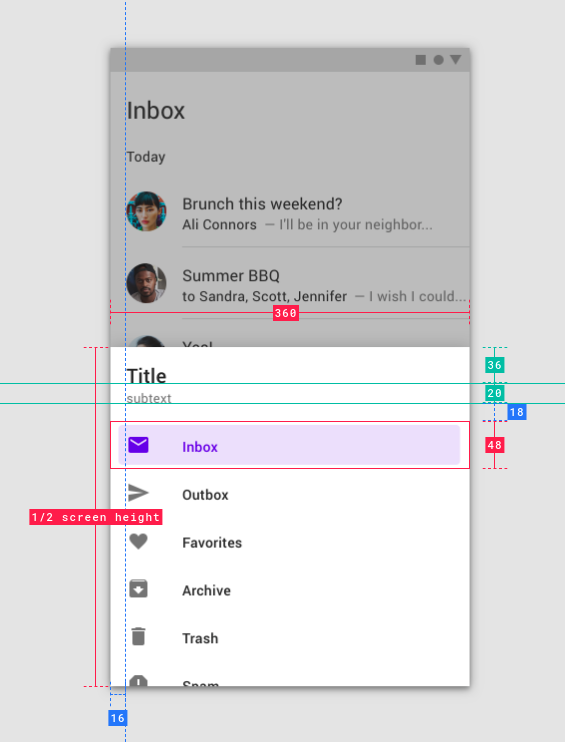 Inbox
Today
Brunch this weekend?
Ali Connors — I'll be in your neighbor...
Summer BBQ
to Sandra, Scott, Jennifer — I wish I could...
360
Title
36
subtext
20
18
Inbox
48
Outbox
1/2 screen height
Favorites
Archive
Trash
Spam
16